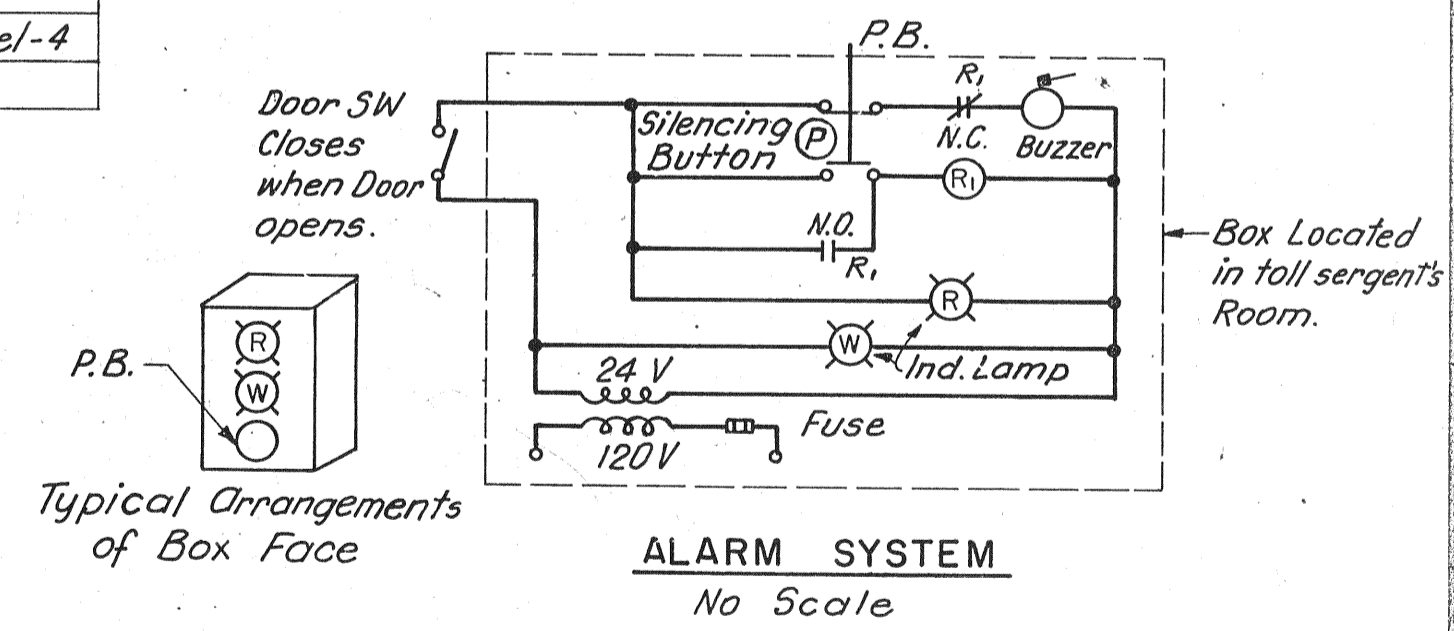 el-4
P.B.
Door SW
Closes
when Door
opens.
Silencing
Button
P
R1
N.C.
Buzzer
R1
N.O.
R1
R
W
Ind. Lamp
24 V
120V
Fuse
Box Located
in toll sergent's
Room.
P.B.
R
W
Typical Arrangements
of Box Face
ALARM SYSTEM
No Scale